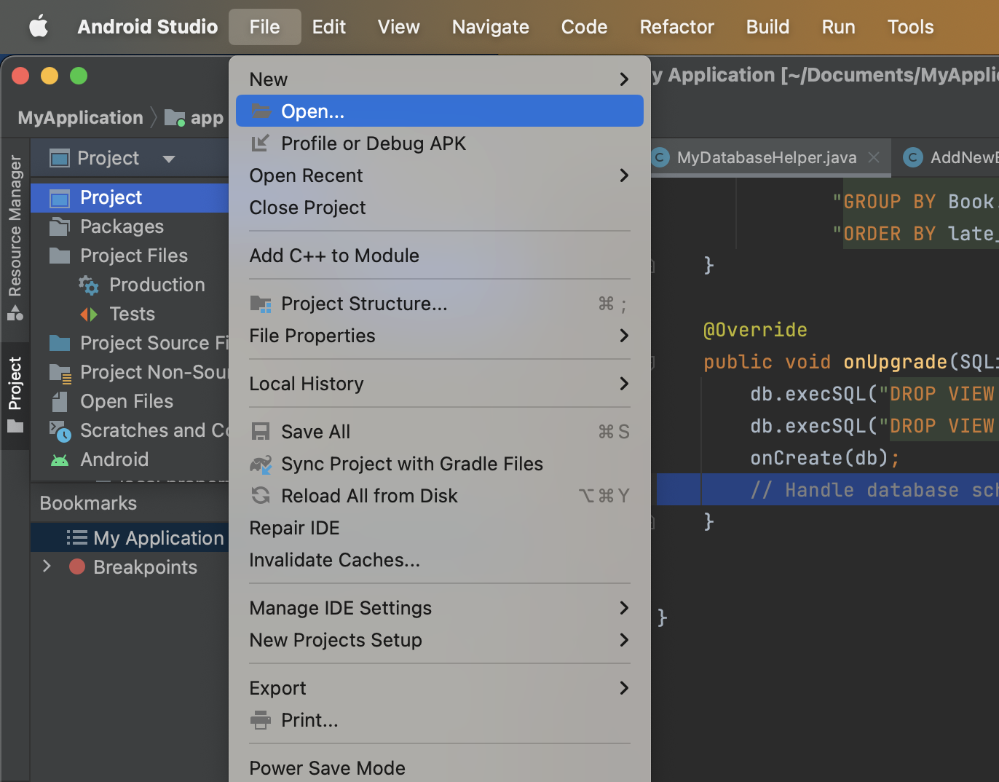 Android Studio File Edit View Navigate Code Refactor Build Run Tools
y Application [~/Documents/MyAppli
MyApplication app
Resource Manager
Project
Project
Project
Packages
Project Files
Production
Tests
Project Source Fi
Project Non-Sour
Open Files
Scratches and Co
Android
Bookmarks
My Application
Breakpoints
New
Open...
Profile or Debug APK
Open Recent
Close Project
Add C++ to Module
Project Structure... ⌘ ;
File Properties
Local History
Save All ⌘ S
Sync Project with Gradle Files
Reload All from Disk ⌥ ⌘ Y
Repair IDE
Invalidate Caches...
Manage IDE Settings
New Projects Setup
Export
Print...
Power Save Mode
C MyDatabaseHelper.java × C AddNewB
"GROUP BY Book.
"ORDER BY late_
}
@Override
public void onUpgrade(SQLi
db.execSQL("DROP VIEW
db.execSQL("DROP VIEW
onCreate(db);
// Handle database sch
}
}